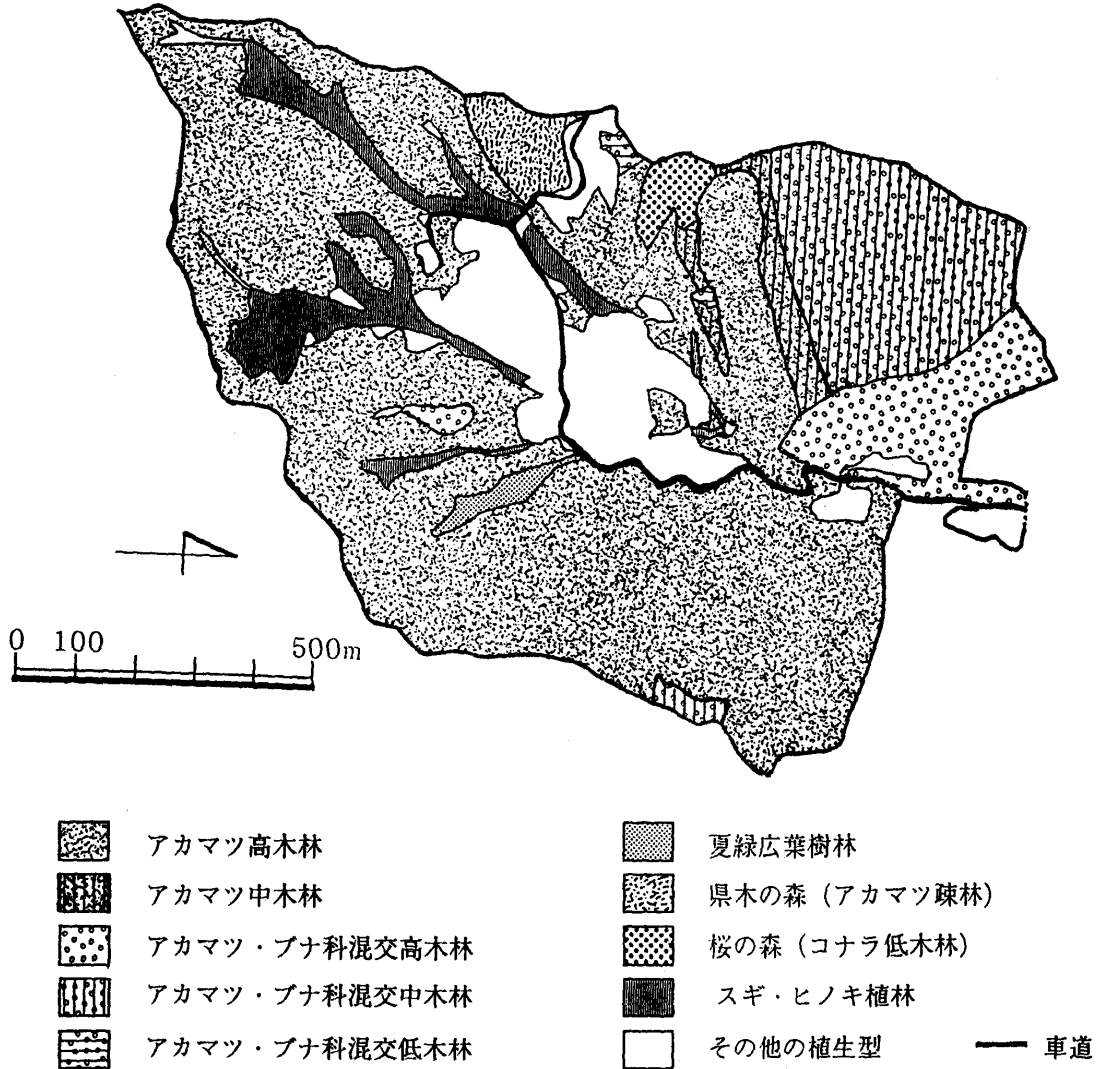 0 100 500m
アカマツ高木林
アカマツ中木林
アカマツ・ブナ科混交高木林
アカマツ・ブナ科混交中木林
アカマツ・ブナ科混交低木林
夏緑広葉樹林
県木の森(アカマツ疎林)
桜の森(コナラ低木林)
スギ・ヒノキ植林
その他の植生型
車道